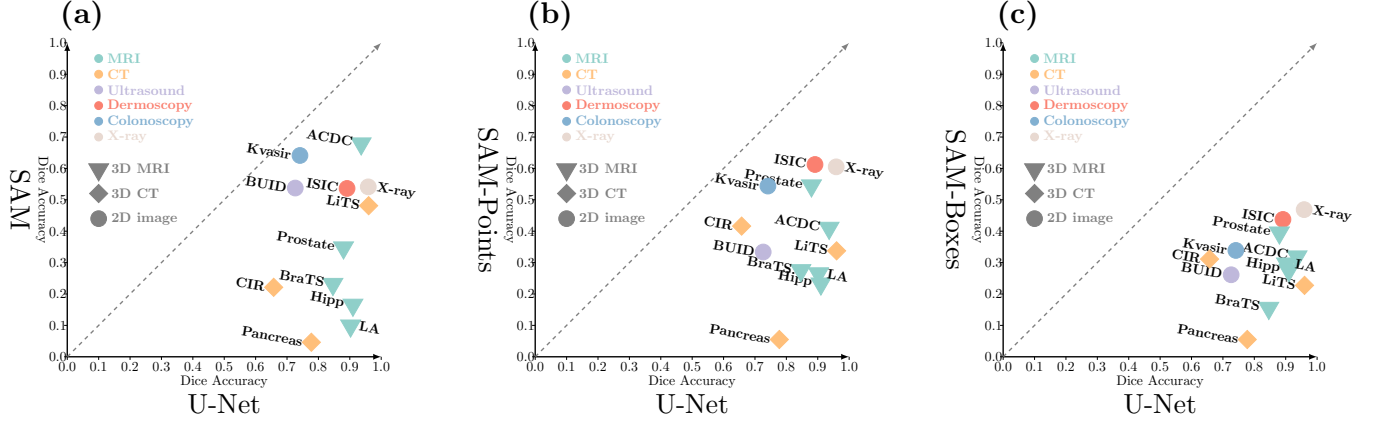 (a)
1.0
0.9
0.8
0.7
0.6
0.5
0.4
0.3
0.2
0.1
0.0
SAM
Dice Accuracy
MRI
CT
Ultrasound
Dermoscopy
Colonoscopy
X-ray
3D MRI
3D CT
2D image
ACDC
Kvasir
BUID
ISIC
X-ray
LiTS
Prostate
CIR
BraTS
Hipp
LA
Pancreas
0.0 0.1 0.2 0.3 0.4 0.5 0.6 0.7 0.8 0.9 1.0
Dice Accuracy
U-Net
(b)
1.0
0.9
0.8
0.7
0.6
0.5
0.4
0.3
0.2
0.1
0.0
SAM-Points
Dice Accuracy
MRI
CT
Ultrasound
Dermoscopy
Colonoscopy
X-ray
3D MRI
3D CT
2D image
ISIC
X-ray
Prostate
Kvasir
CIR
ACDC
BUID
LiTS
BraTS
LA
Hipp
Pancreas
0.0 0.1 0.2 0.3 0.4 0.5 0.6 0.7 0.8 0.9 1.0
Dice Accuracy
U-Net
(c)
1.0
0.9
0.8
0.7
0.6
0.5
0.4
0.3
0.2
0.1
0.0
SAM-Boxes
Dice Accuracy
MRI
CT
Ultrasound
Dermoscopy
Colonoscopy
X-ray
3D MRI
3D CT
2D image
ISIC
X-ray
Prostate
Kvasir
ACDC
CIR
Hipp
LA
BUID
LiTS
BraTS
Pancreas
0.0 0.1 0.2 0.3 0.4 0.5 0.6 0.7 0.8 0.9 1.0
Dice Accuracy
U-Net